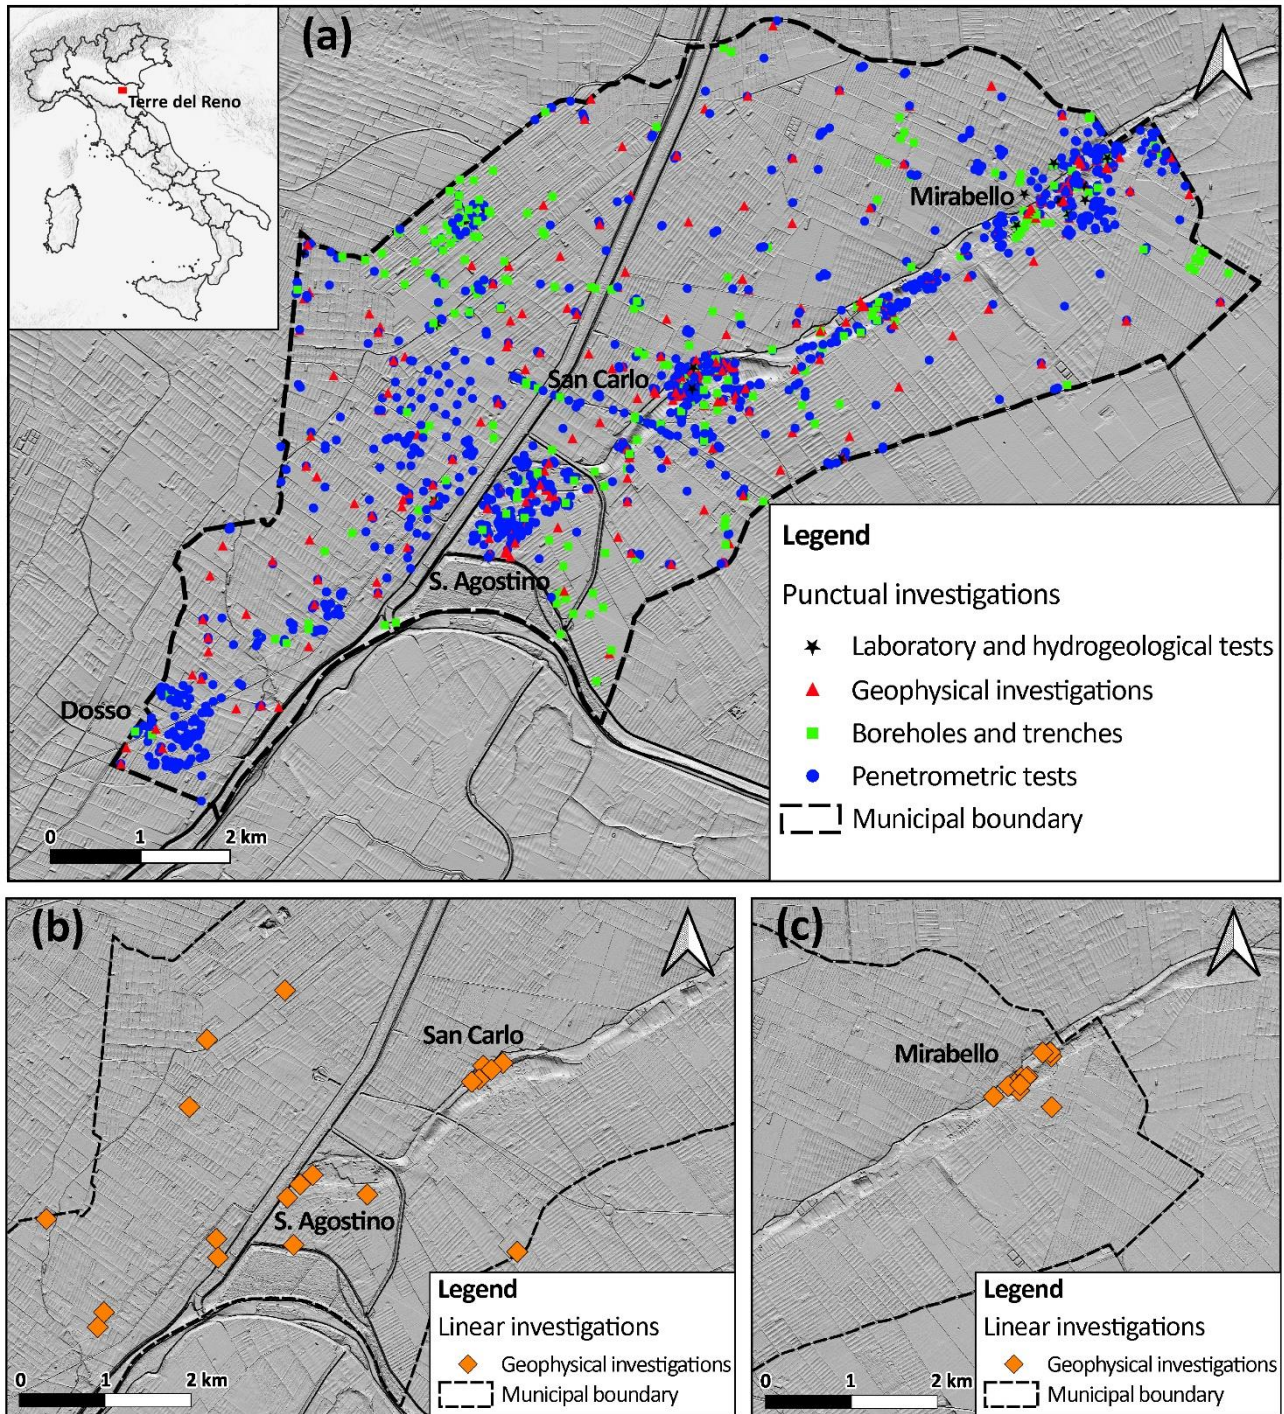 (a)
Terre del Reno
Mirabello
San Carlo
S. Agostino
Dosso
0 1 2 km
Legend
Punctual investigations
Laboratory and hydrogeological tests
Geophysical investigations
Boreholes and trenches
Penetrometric tests
Municipal boundary
(b)
San Carlo
S. Agostino
0 1 2 km
Legend
Linear investigations
Geophysical investigations
Municipal boundary
(c)
Mirabello
0 1 2 km
Legend
Linear investigations
Geophysical investigations
Municipal boundary